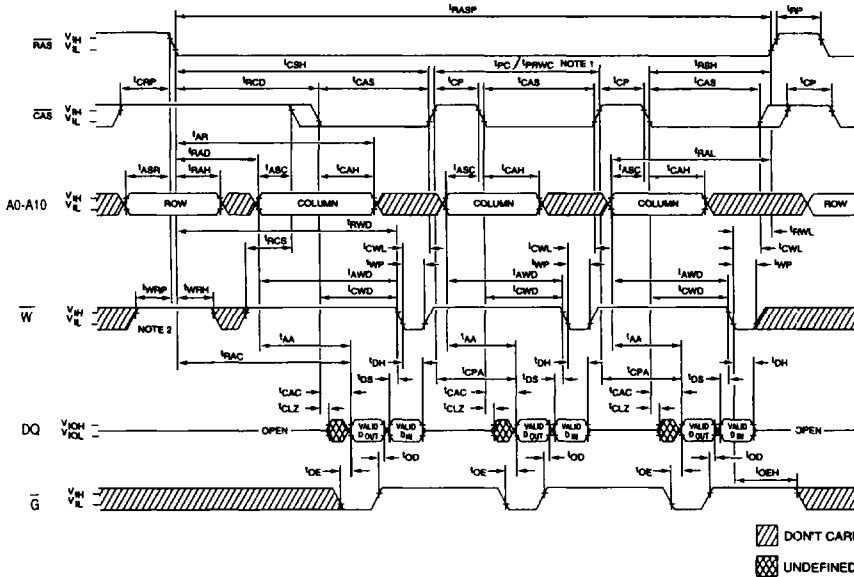 tRASP tRP
RAS VIH VIL
tCSH tPC / tPRWC NOTE 1 tRSH
tCRP tRCD tCAS tCP tCAS tCP tCAS tCP
CAS VIH VIL
tAR
tRAD tRAL
tASR tRAH tASC tCAH tASC tCAH tASC tCAH
A0-A10 VIH VIL ROW COLUMN COLUMN COLUMN ROW
tRWD tRWL
tRCS tCWL tCWL tCWL
tWP tWP tWP
tAWD tAWD tAWD
tWRP tWRH tCWD tCWD tCWD
W VIH VIL
NOTE 2
tAA tAA tAA
tRAC tDH tDH tDH
tCPA tCPA
tDS tDS tDS
tCAC tCAC tCAC
tCLZ tCLZ tCLZ
DQ VIOH VIOL OPEN VALID DOUT VALID DIN VALID DOUT VALID DIN VALID DOUT VALID DIN OPEN
tOE tOD tOE tOD tOE tOD
tOEH
G VIH VIL
DON'T CARE
UNDEFINED